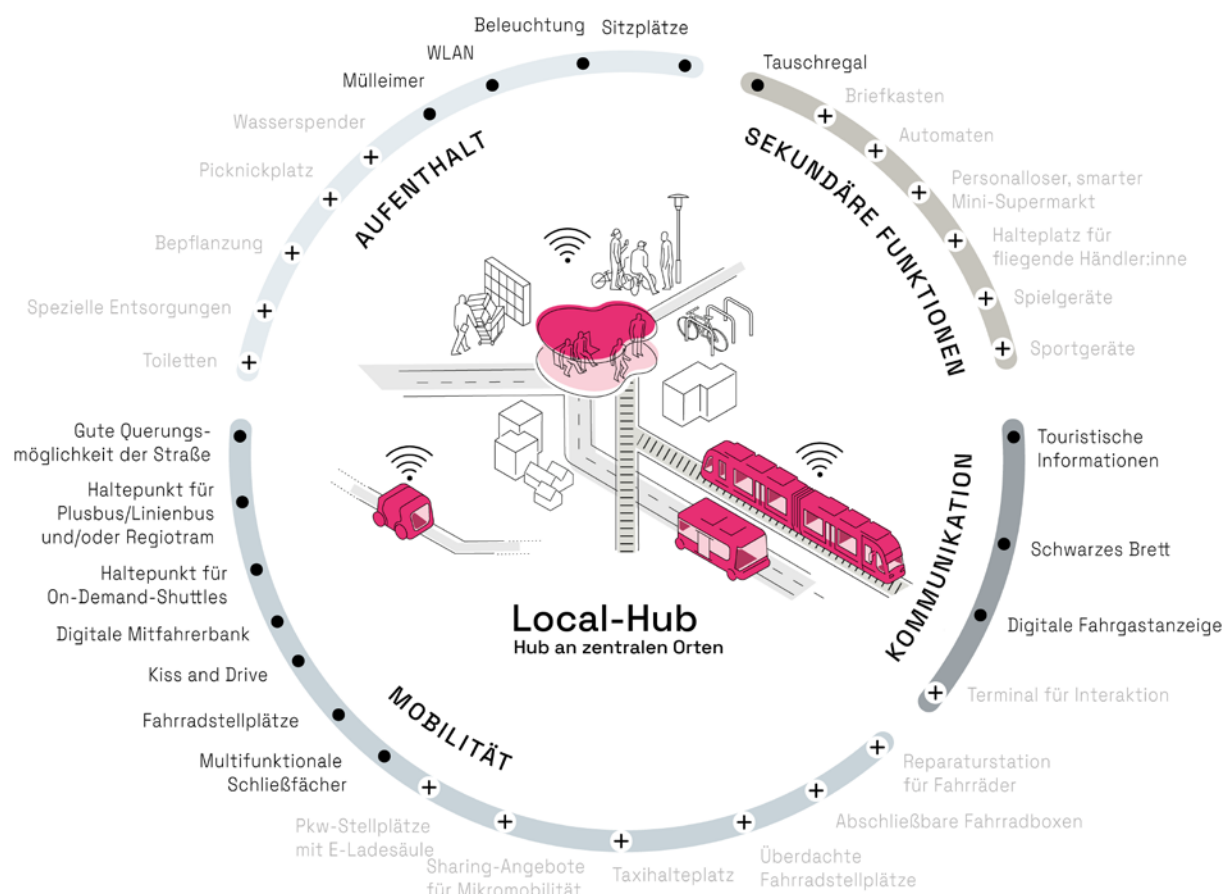 Beleuchtung
Sitzplätze
WLAN
Mülleimer
Wasserspender
Picknickplatz
Bepflanzung
Spezielle Entsorgungen
Toiletten
AUFENTHALT
Tauschregal
Briefkasten
Automaten
Personalloser, smarter
Mini-Supermarkt
Halteplatz für
fliegende Händler:inne
Spielgeräte
Sportgeräte
SEKUNDÄRE FUNKTIONEN
Touristische
Informationen
Schwarzes Brett
Digitale Fahrgastanzeige
Terminal für Interaktion
KOMMUNIKATION
Local-Hub
Hub an zentralen Orten
Gute Querungs-
möglichkeit der Straße
Haltepunkt für
Plusbus/Linienbus
und/oder Regiotram
Haltepunkt für
On-Demand-Shuttles
Digitale Mitfahrerbank
Kiss and Drive
Fahrradstellplätze
Multifunktionale
Schließfächer
Pkw-Stellplätze
mit E-Ladesäule
Sharing-Angebote
für Mikromobilität
Taxihalteplatz
Überdachte
Fahrradstellplätze
Abschließbare Fahrradboxen
Reparaturstation
für Fahrräder
MOBILITÄT